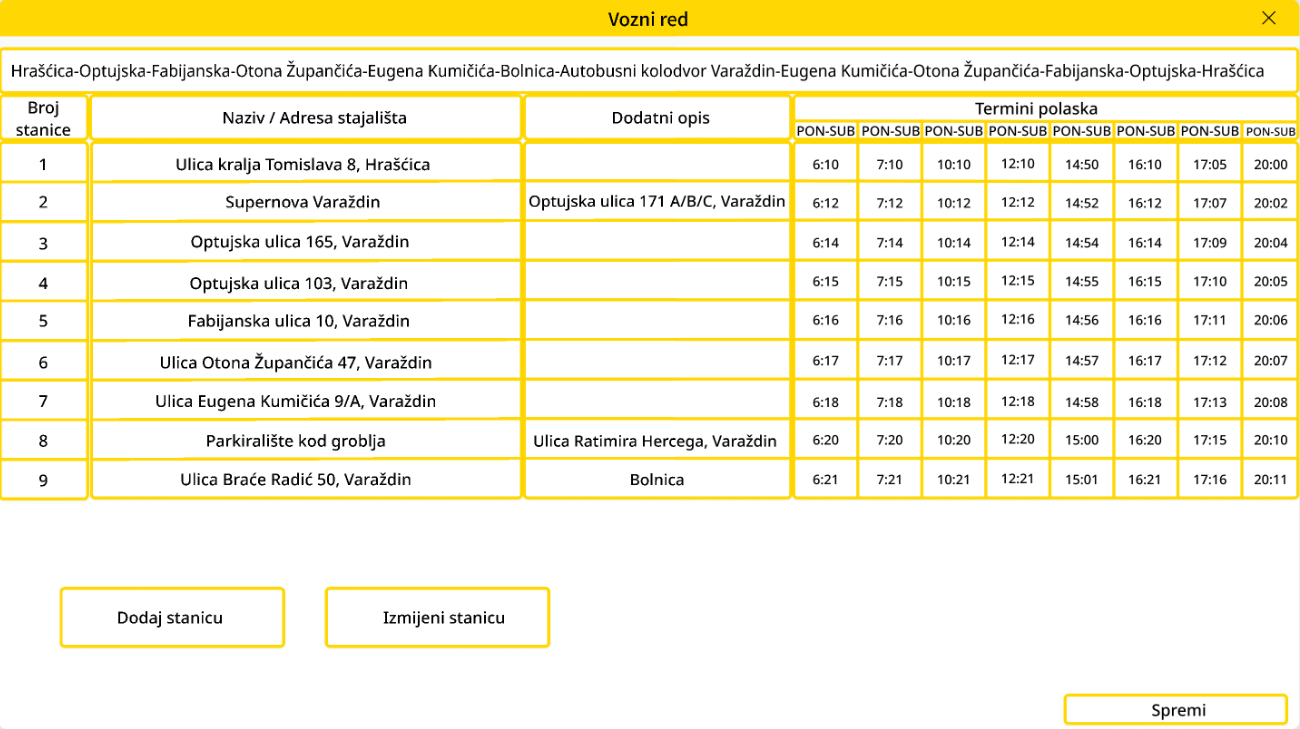 Vozni red
Hrašćica-Optujska-Fabijanska-Otona Župančića-Eugena Kumičića-Bolnica-Autobusni kolodvor Varaždin-Eugena Kumičića-Otona Župančića-Fabijanska-Optujska-Hrašćica
Broj stanice Naziv / Adresa stajališta Dodatni opis Termini polaska
PON-SUB PON-SUB PON-SUB PON-SUB PON-SUB PON-SUB PON-SUB PON-SUB
1 Ulica kralja Tomislava 8, Hrašćica 6:10 7:10 10:10 12:10 14:50 16:10 17:05 20:00
2 Supernova Varaždin Optujska ulica 171 A/B/C, Varaždin 6:12 7:12 10:12 12:12 14:52 16:12 17:07 20:02
3 Optujska ulica 165, Varaždin 6:14 7:14 10:14 12:14 14:54 16:14 17:09 20:04
4 Optujska ulica 103, Varaždin 6:15 7:15 10:15 12:15 14:55 16:15 17:10 20:05
5 Fabijanska ulica 10, Varaždin 6:16 7:16 10:16 12:16 14:56 16:16 17:11 20:06
6 Ulica Otona Župančića 47, Varaždin 6:17 7:17 10:17 12:17 14:57 16:17 17:12 20:07
7 Ulica Eugena Kumičića 9/A, Varaždin 6:18 7:18 10:18 12:18 14:58 16:18 17:13 20:08
8 Parkiralište kod groblja Ulica Ratimira Hercega, Varaždin 6:20 7:20 10:20 12:20 15:00 16:20 17:15 20:10
9 Ulica Braće Radić 50, Varaždin Bolnica 6:21 7:21 10:21 12:21 15:01 16:21 17:16 20:11
Dodaj stanicu Izmijeni stanicu
Spremi